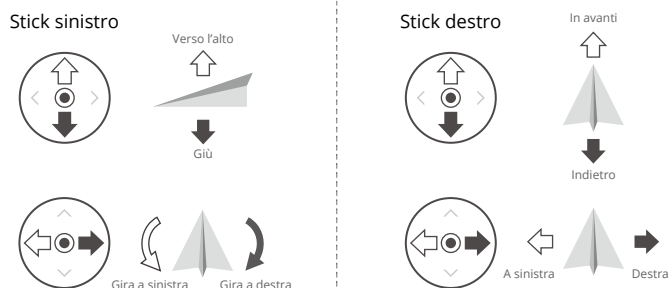 Stick sinistro
Verso l'alto
Giù
Gira a sinistra
Gira a destra
Stick destro
In avanti
Indietro
A sinistra
Destra